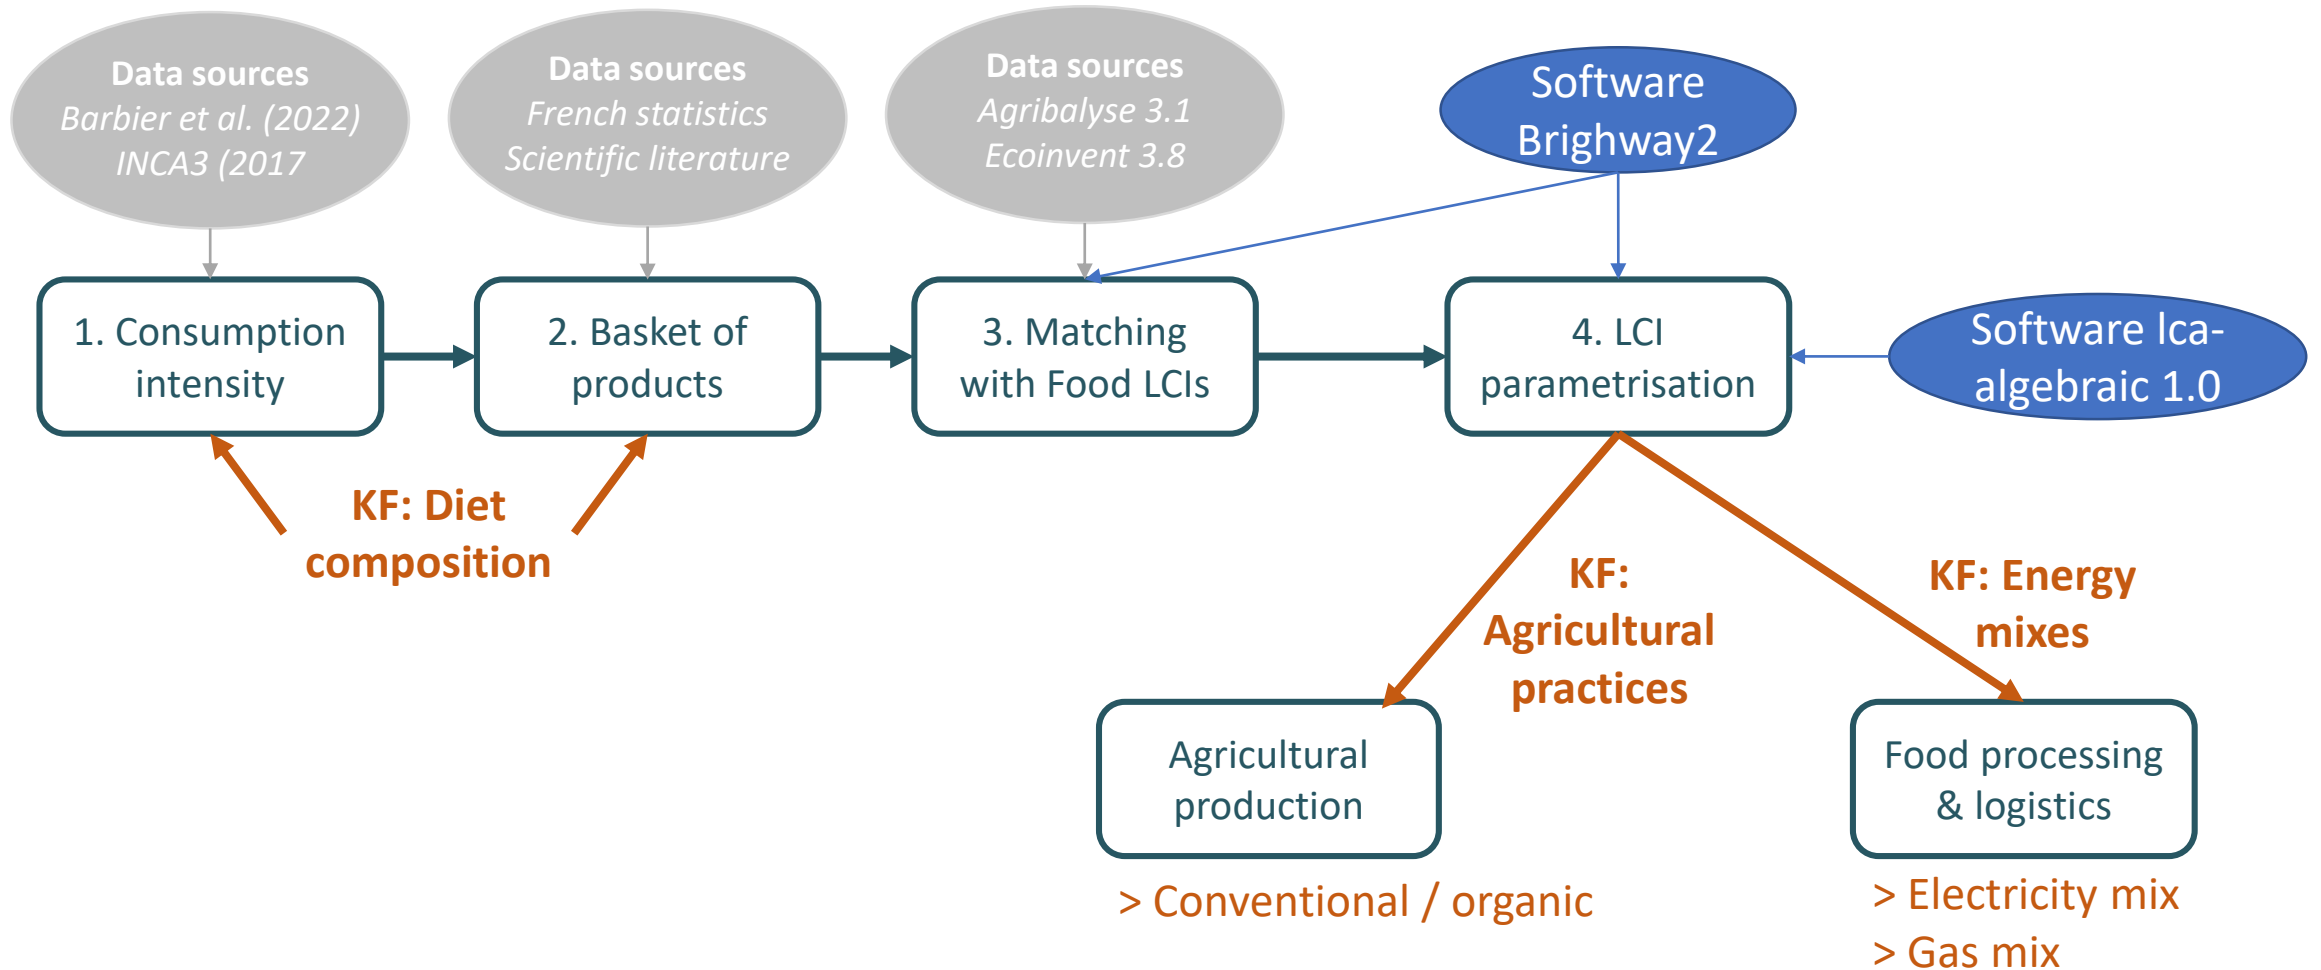 Data sources
Barbier et al. (2022)
INCA3 (2017
Data sources
French statistics
Scientific literature
Data sources
Agribalyse 3.1
Ecoinvent 3.8
Software
Brighway2
1. Consumption
intensity
2. Basket of
products
3. Matching
with Food LCIs
4. LCI
parametrisation
Software lca-
algebraic 1.0
KF: Diet
composition
KF:
Agricultural
practices
KF: Energy
mixes
Agricultural
production
Food processing
& logistics
> Conventional / organic
> Electricity mix
> Gas mix